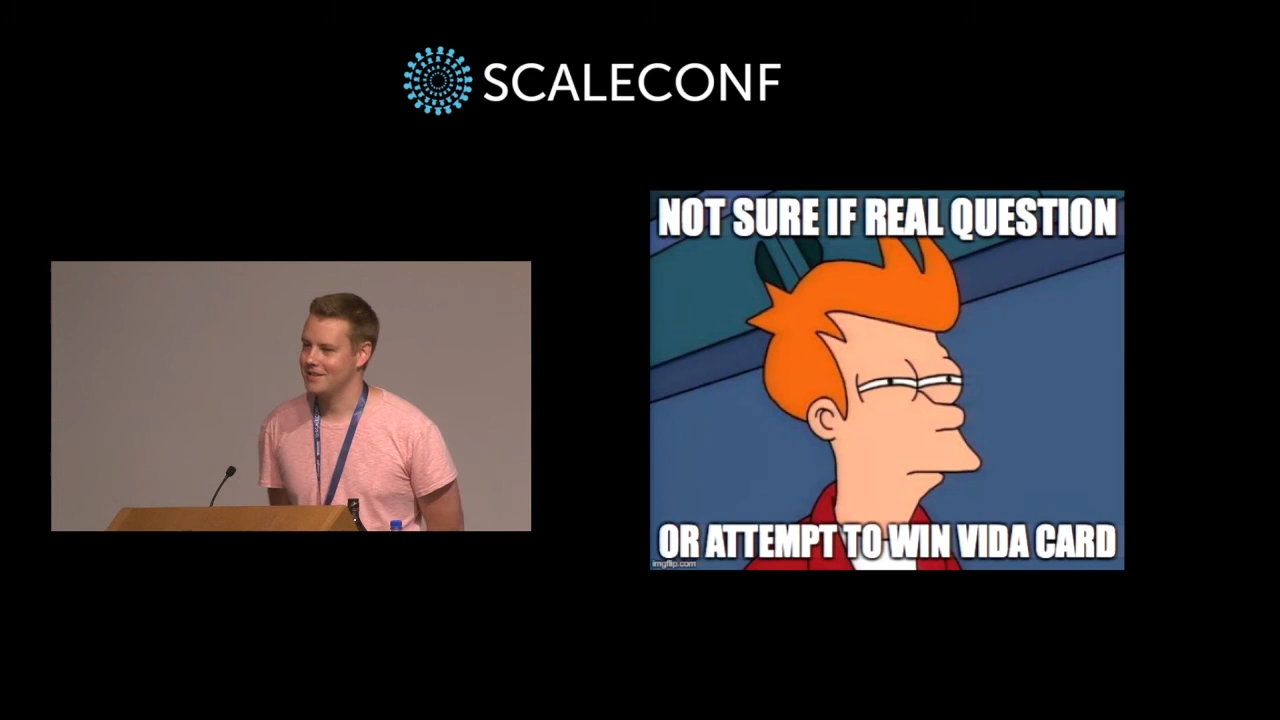 SCALECONF
NOT SURE IF REAL QUESTION
OR ATTEMPT TO WIN VIDA CARD
imgflip.com